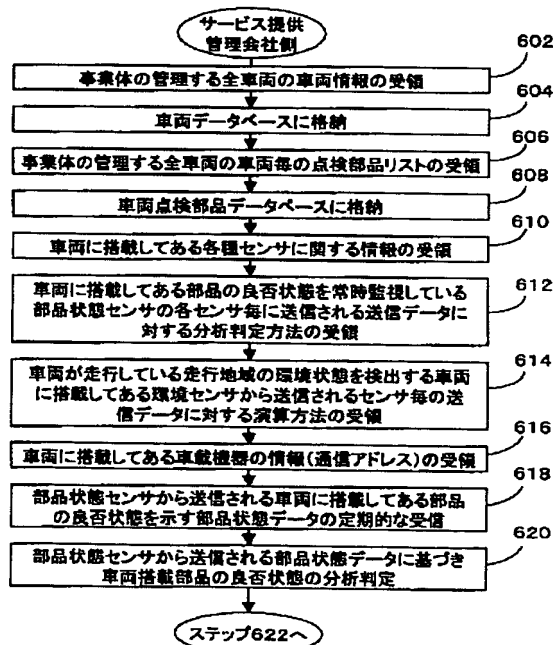 サービス提供
管理会社側
602
事業体の管理する全車両の車両情報の受領
604
車両データベースに格納
606
事業体の管理する全車両の車両毎の点検部品リストの受領
608
車両点検部品データベースに格納
610
車両に搭載してある各種センサに関する情報の受領
612
車両に搭載してある部品の良否状態を常時監視している
部品状態センサの各センサ毎に送信される送信データに
対する分析判定方法の受領
614
車両が走行している走行地域の環境状態を検出する車両
に搭載してある環境センサから送信されるセンサ毎の送
信データに対する演算方法の受領
616
車両に搭載してある車載機器の情報(通信アドレス)の受領
618
部品状態センサから送信される車両に搭載してある部品
の良否状態を示す部品状態データの定期的な受信
620
部品状態センサから送信される部品状態データに基づき
車両搭載部品の良否状態の分析判定
ステップ622へ